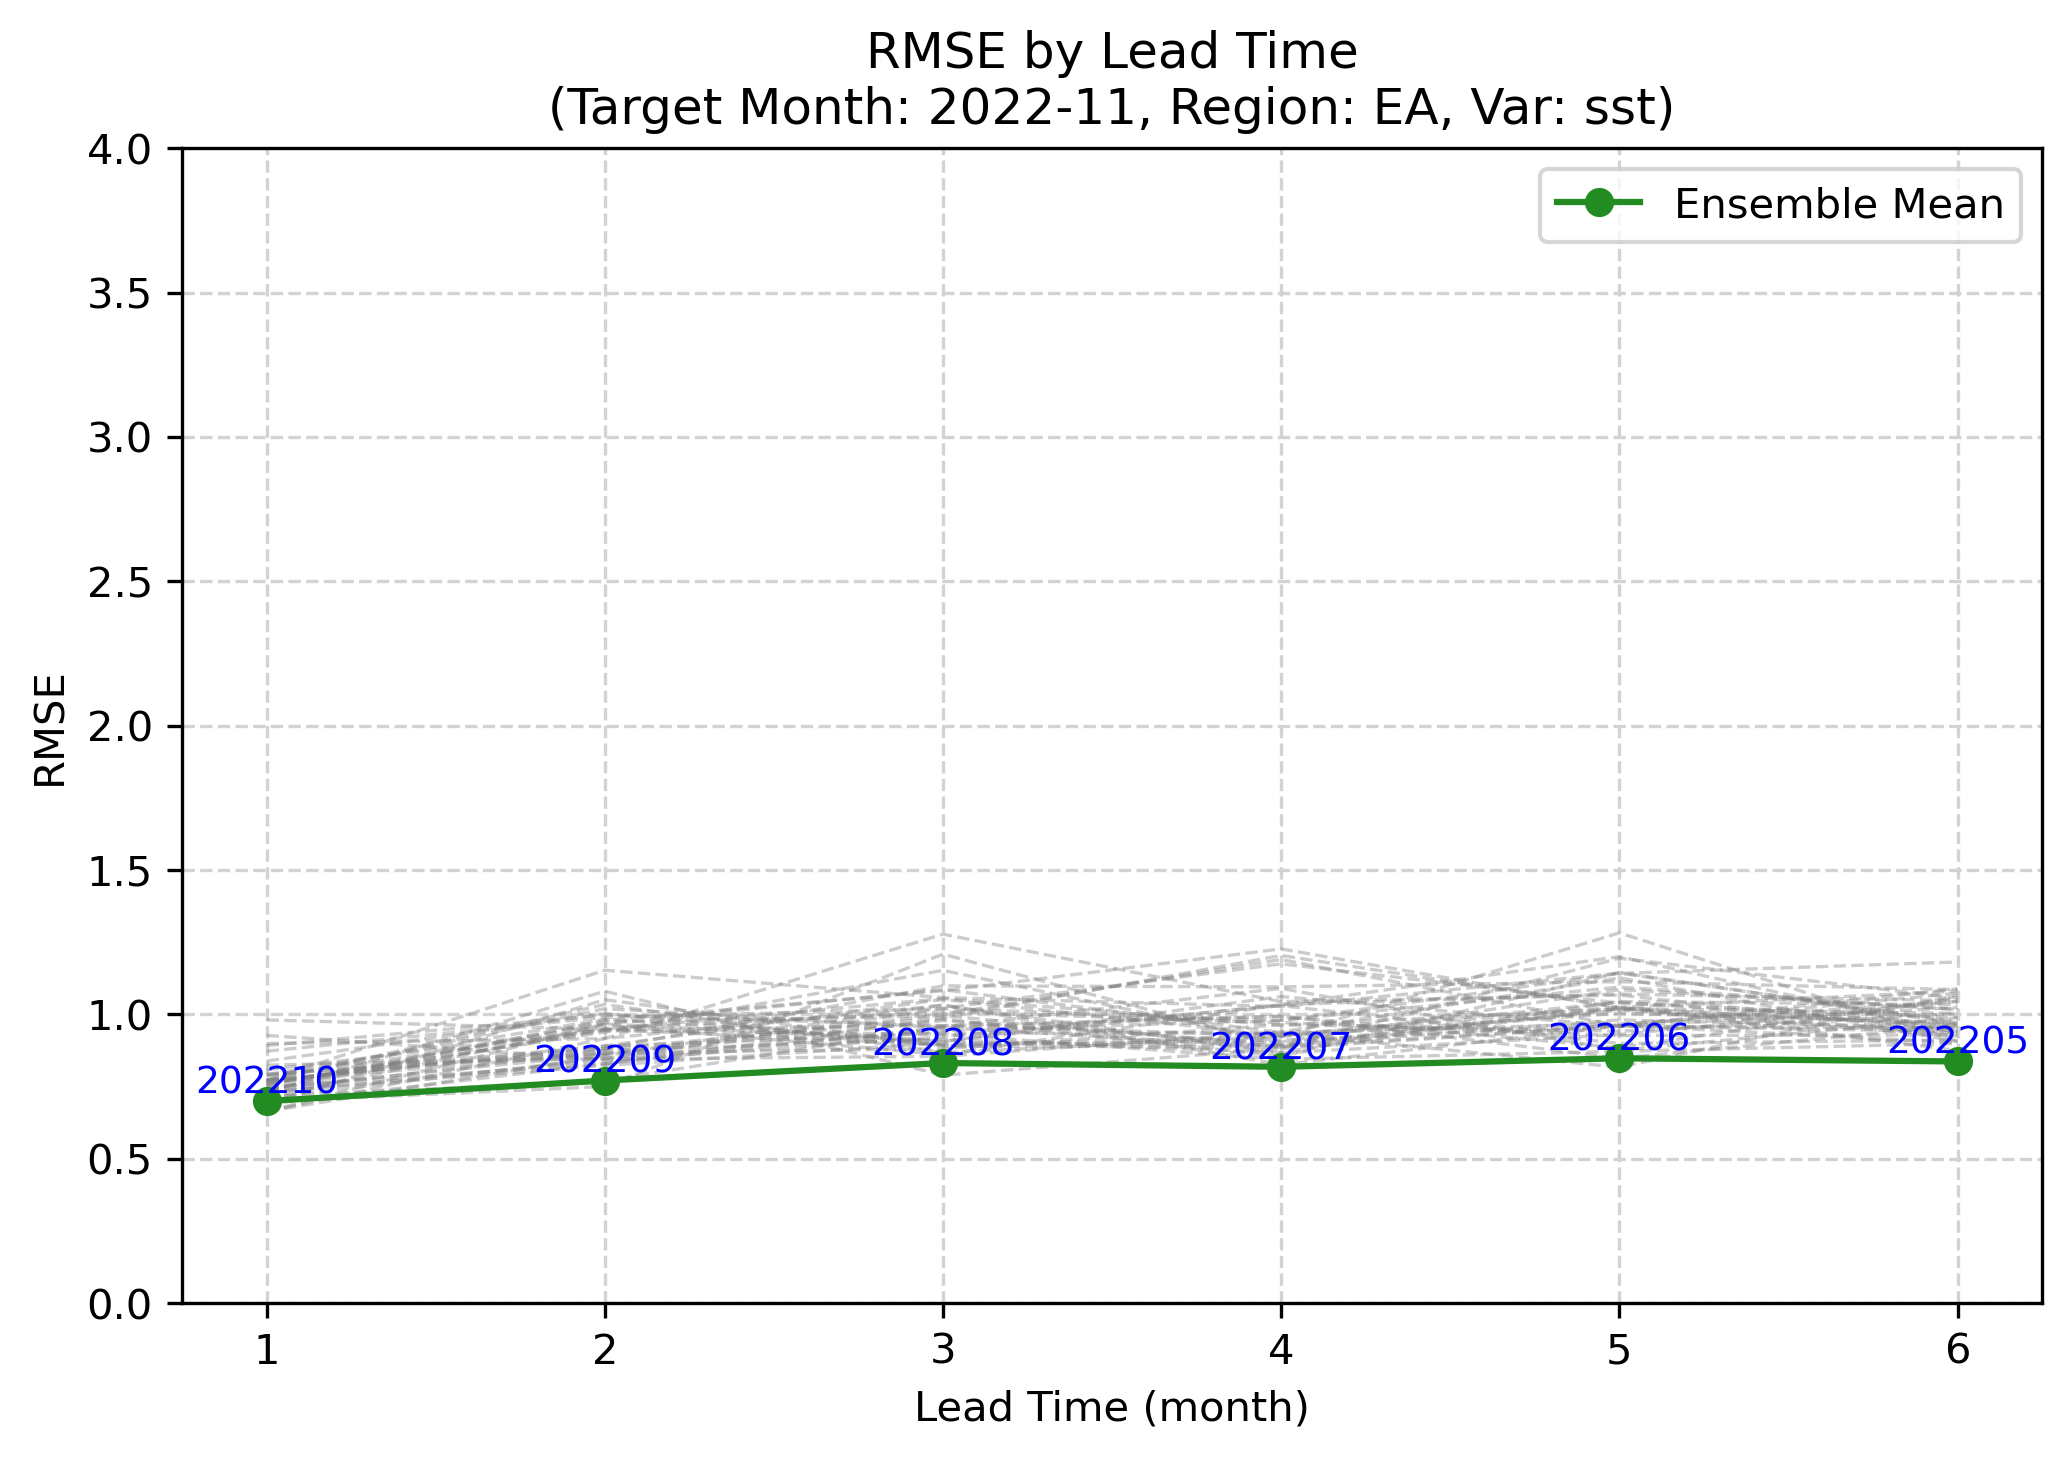 RMSE by Lead Time
(Target Month: 2022-11, Region: EA, Var: sst)
Ensemble Mean
4.0
3.5
3.0
2.5
2.0
1.5
1.0
0.5
0.0
RMSE
202210
202209
202208
202207
202206
202205
1 2 3 4 5 6
Lead Time (month)